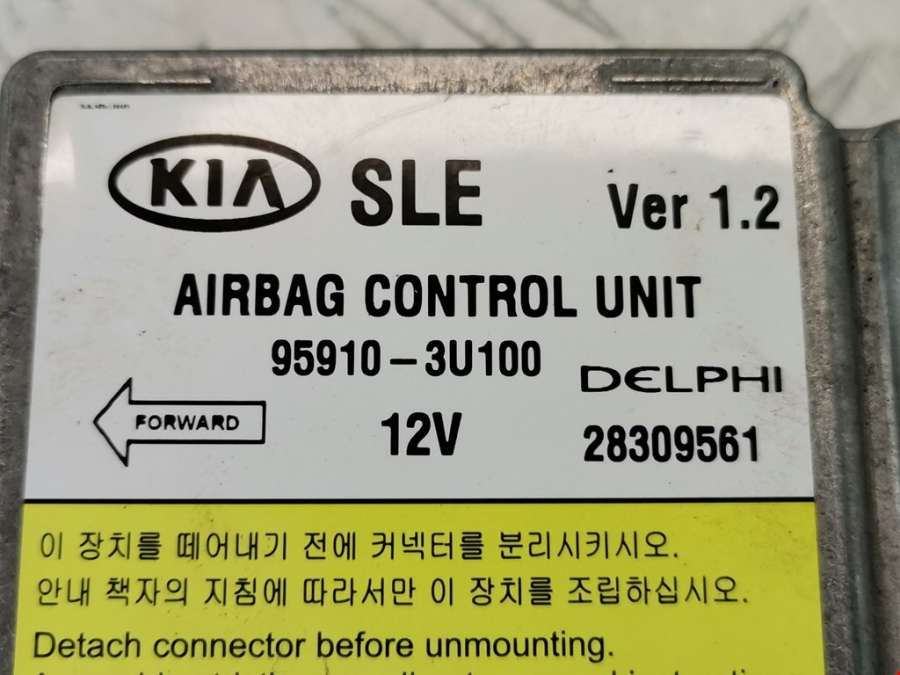 KIA SLE Ver 1.2
AIRBAG CONTROL UNIT
95910-3U100
DELPHI
FORWARD
12V
28309561
이 장치를 떼어내기 전에 커넥터를 분리시키시오.
안내 책자의 지침에 따라서만 이 장치를 조립하십시오.
Detach connector before unmounting.